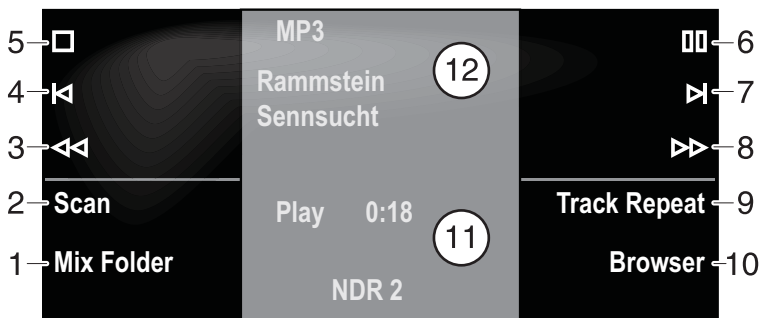 5
4
3
2 Scan
1 Mix Folder
MP3
Rammstein
Sennsucht
12
Play 0:18
11
NDR 2
6
7
8
Track Repeat 9
Browser 10